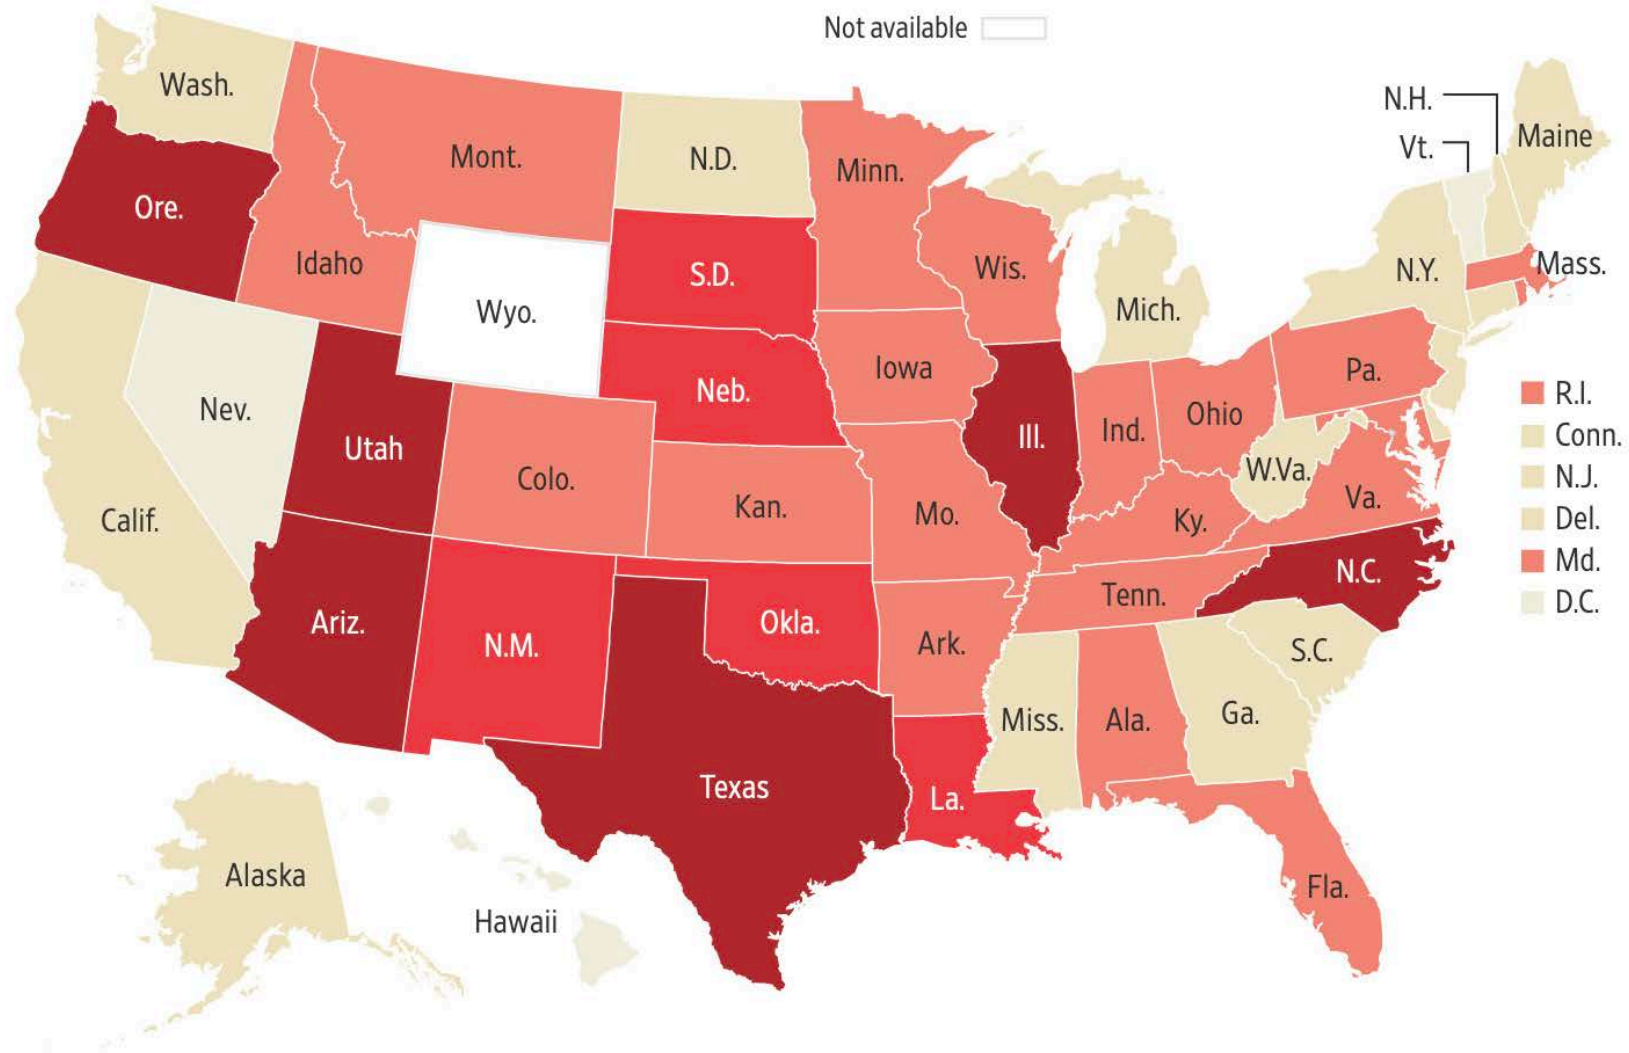 Not available
Wash.
N.H.
Vt.
Maine
Mont.
N.D.
Minn.
Ore.
Idaho
S.D.
Wis.
N.Y.
Mass.
Wyo.
Mich.
Iowa
Neb.
Pa.
R.I.
Nev.
Utah
Ill.
Ind.
Ohio
Conn.
Colo.
W.Va.
N.J.
Calif.
Kan.
Mo.
Ky.
Va.
Del.
Md.
N.C.
Ariz.
N.M.
Okla.
Tenn.
D.C.
Ark.
S.C.
Miss.
Ala.
Ga.
Texas
La.
Alaska
Fla.
Hawaii